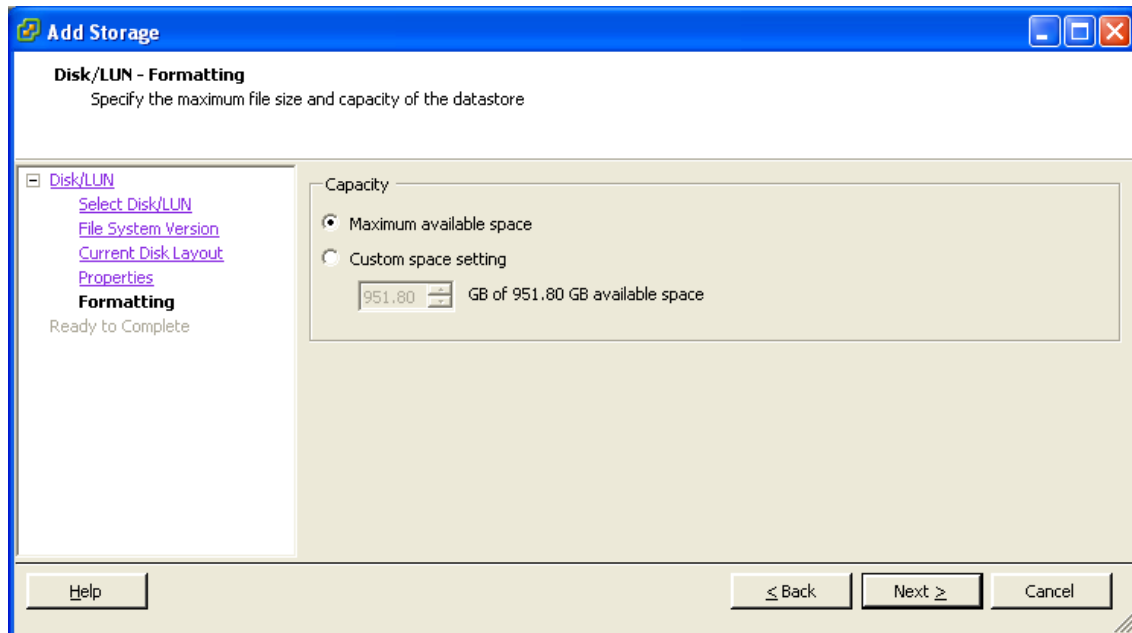 Add Storage
Disk/LUN - Formatting
Specify the maximum file size and capacity of the datastore
Disk/LUN
Select Disk/LUN
File System Version
Current Disk Layout
Properties
Formatting
Ready to Complete
Capacity
Maximum available space
Custom space setting
951.80 GB of 951.80 GB available space
Help
< Back
Next >
Cancel